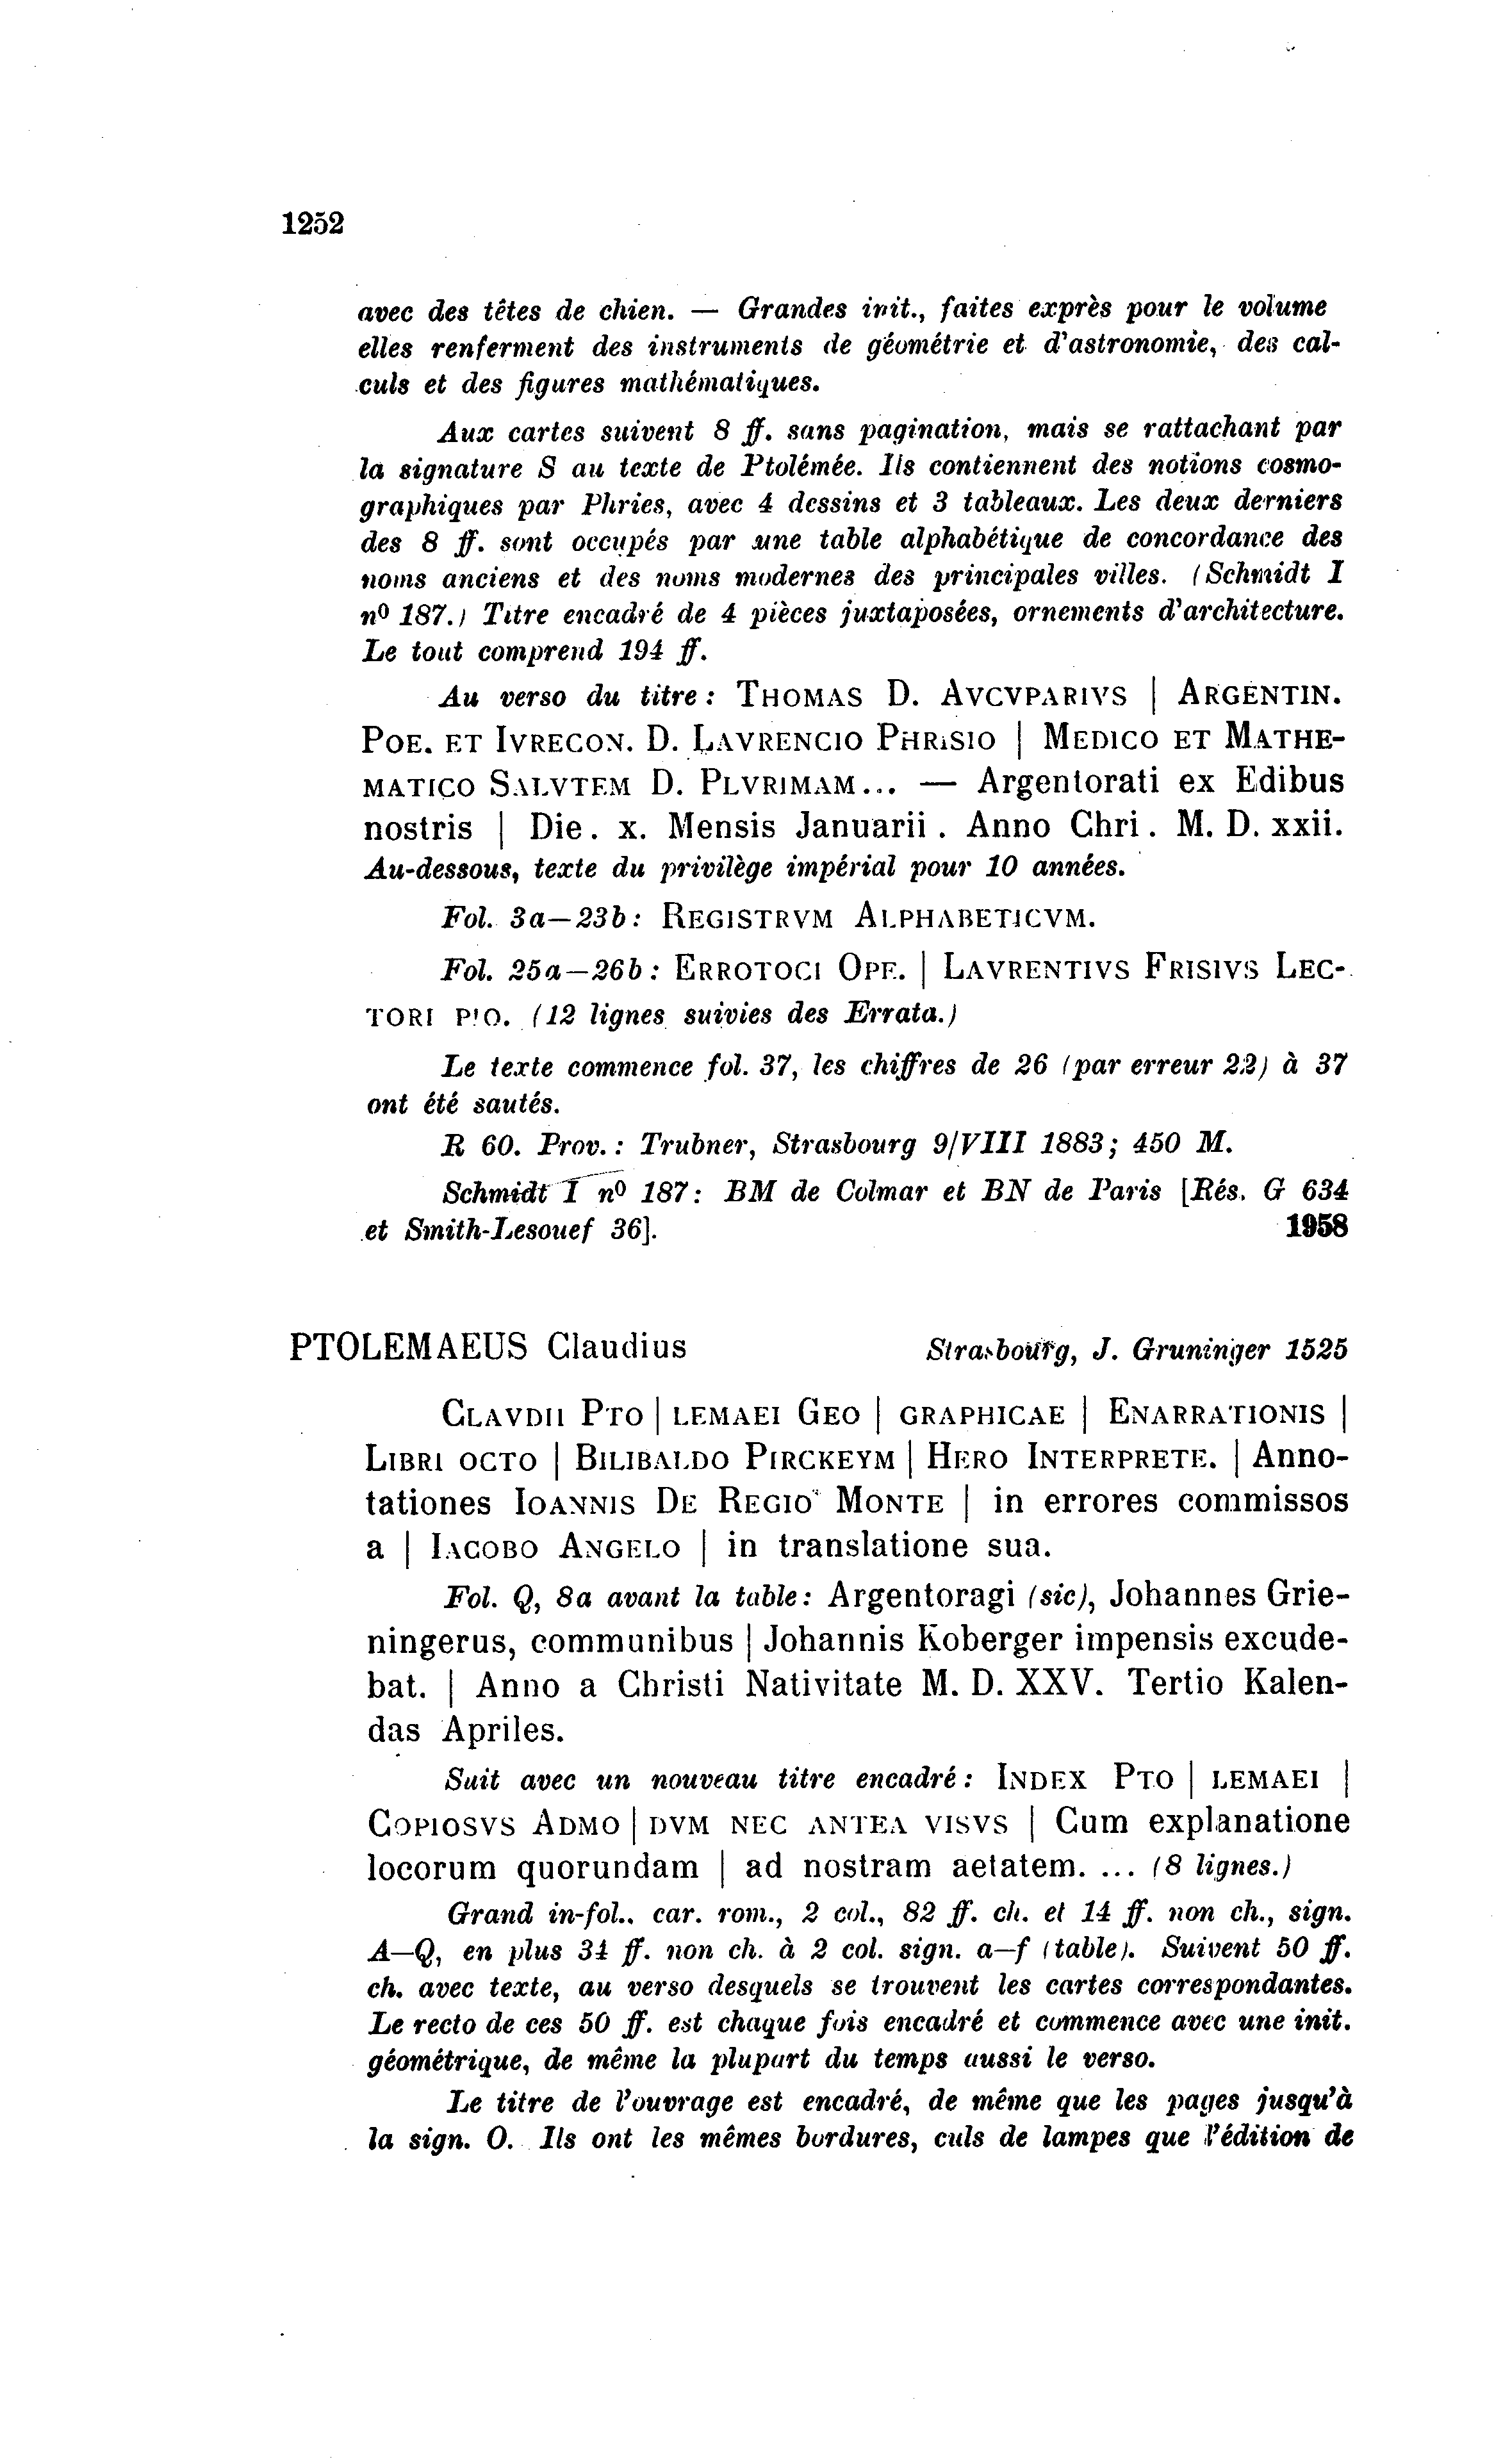 1252
avec des têtes de chien. — Grandes init., faites exprès pour le volume
elles renferment des instruments de géométrie et d'astronomie, des cal-
culs et des figures mathématiques.
Aux cartes suivent 8 ff. sans pagination, mais se rattachant par
la signature S au texte de Ptolémée. Ils contiennent des notions cosmo-
graphiques par Phries, avec 4 dessins et 3 tableaux. Les deux derniers
des 8 ff. sont occupés par une table alphabétique de concordance des
noms anciens et des noms modernes des principales villes. (Schmidt I
nº 187.) Titre encadré de 4 pièces juxtaposées, ornements d'architecture.
Le tout comprend 194 ff.
Au verso du titre : THOMAS D. AVCVPARIVS | ARGENTIN.
POE. ET IVRECON. D. LAVRENCIO PHRISIO | MEDICO ET MATHE-
MATICO SALVTEM D. PLVRIMAM... — Argentorati ex Edibus
nostris | Die. x. Mensis Januarii. Anno Chri. M. D. xxii.
Au-dessous, texte du privilège impérial pour 10 années.
Fol. 3a—23b : REGISTRVM ALPHABETICVM.
Fol. 25a—26b : ERROTOCI OPE. | LAVRENTIVS FRISIVS LEC-
TORI PIO. (12 lignes suivies des Errata.)
Le texte commence fol. 37, les chiffres de 26 (par erreur 22) à 37
ont été sautés.
R 60. Prov. : Trubner, Strasbourg 9/VIII 1883; 450 M.
Schmidt I nº 187: BM de Colmar et BN de Paris [Rés. G 634
et Smith-Lesouef 36]. 1958
PTOLEMAEUS Claudius Strasbourg, J. Gruninger 1525
CLAVDII PTO | LEMAEI GEO | GRAPHICAE | ENARRATIONIS |
LIBRI OCTO | BILIBALDO PIRCKEYM | HERO INTERPRETE. | Anno-
tationes IOANNIS DE REGIO MONTE | in errores commissos
a | IACOBO ANGELO | in translatione sua.
Fol. Q, 8a avant la table : Argentoragi (sic), Johannes Grie-
ningerus, communibus | Johannis Koberger impensis excude-
bat. | Anno a Christi Nativitate M. D. XXV. Tertio Kalen-
das Apriles.
Suit avec un nouveau titre encadré : INDEX PTO | LEMAEI |
COPIOSVS ADMO | DVM NEC ANTEA VISVS | Cum explanatione
locorum quorundam | ad nostram aetatem. ... (8 lignes.)
Grand in-fol.. car. rom., 2 col., 82 ff. ch. et 14 ff. non ch., sign.
A—Q, en plus 34 ff. non ch. à 2 col. sign. a—f (table). Suivent 50 ff.
ch. avec texte, au verso desquels se trouvent les cartes correspondantes.
Le recto de ces 50 ff. est chaque fois encadré et commence avec une init.
géométrique, de même la plupart du temps aussi le verso.
Le titre de l'ouvrage est encadré, de même que les pages jusqu'à
la sign. O. Ils ont les mêmes bordures, culs de lampes que l'édition de